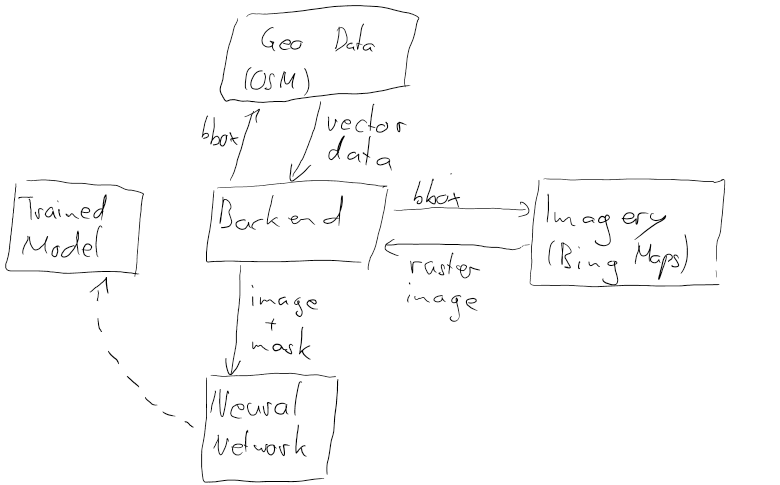 Geo Data
(OSM)
bbox
vector
data
Trained
Model
Backend
bbox
Imagery
(Bing Maps)
raster
image
image
+
mask
Neural
Network